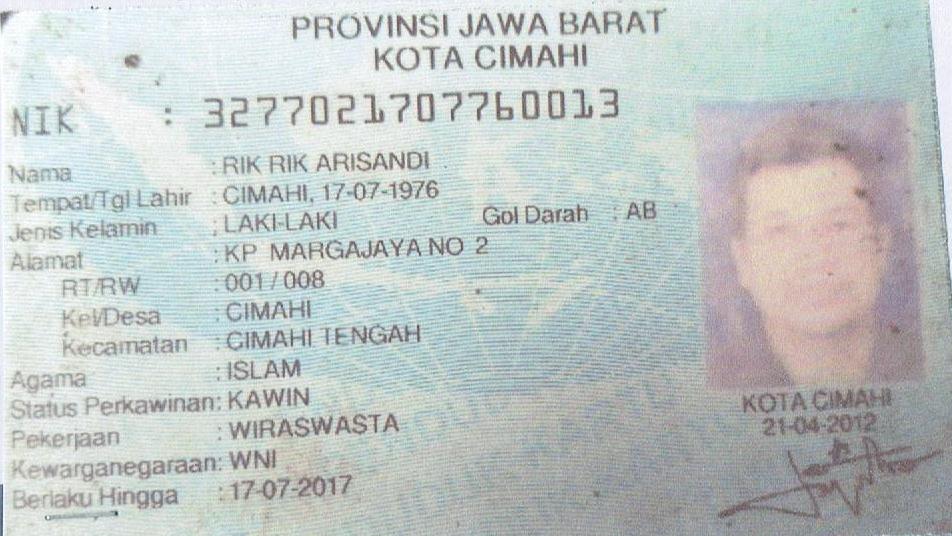 PROVINSI JAWA BARAT
KOTA CIMAHI
NIK : 3277021707760013
Nama : RIK RIK ARISANDI
Tempat/Tgl Lahir : CIMAHI, 17-07-1976
Jenis Kelamin : LAKI-LAKI Gol Darah : AB
Alamat : KP MARGAJAYA NO 2
RT/RW : 001 / 008
Kel/Desa : CIMAHI
Kecamatan : CIMAHI TENGAH
Agama : ISLAM
Status Perkawinan: KAWIN
Pekerjaan : WIRASWASTA
Kewarganegaraan: WNI
Berlaku Hingga : 17-07-2017
KOTA CIMAHI
21-04-2012